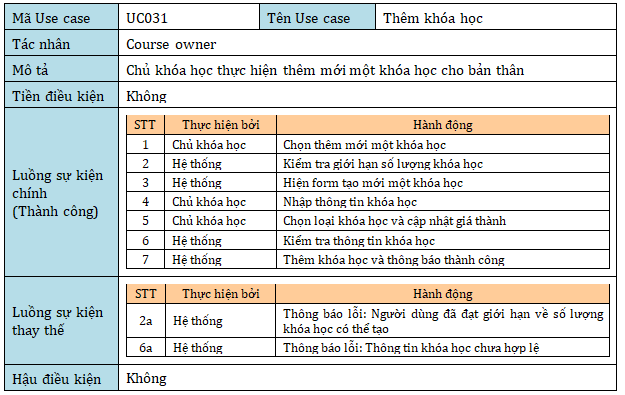 Mã Use case UC031 Tên Use case Thêm khóa học
Tác nhân Course owner
Mô tả Chủ khóa học thực hiện thêm mới một khóa học cho bản thân
Tiền điều kiện Không
Luồng sự kiện
chính
(Thành công)
STT Thực hiện bởi Hành động
1 Chủ khóa học Chọn thêm mới một khóa học
2 Hệ thống Kiểm tra giới hạn số lượng khóa học
3 Hệ thống Hiện form tạo mới một khóa học
4 Chủ khóa học Nhập thông tin khóa học
5 Chủ khóa học Chọn loại khóa học và cập nhật giá thành
6 Hệ thống Kiểm tra thông tin khóa học
7 Hệ thống Thêm khóa học và thông báo thành công
Luồng sự kiện
thay thế
STT Thực hiện bởi Hành động
2a Hệ thống Thông báo lỗi: Người dùng đã đạt giới hạn về số lượng
khóa học có thể tạo
6a Hệ thống Thông báo lỗi: Thông tin khóa học chưa hợp lệ
Hậu điều kiện Không